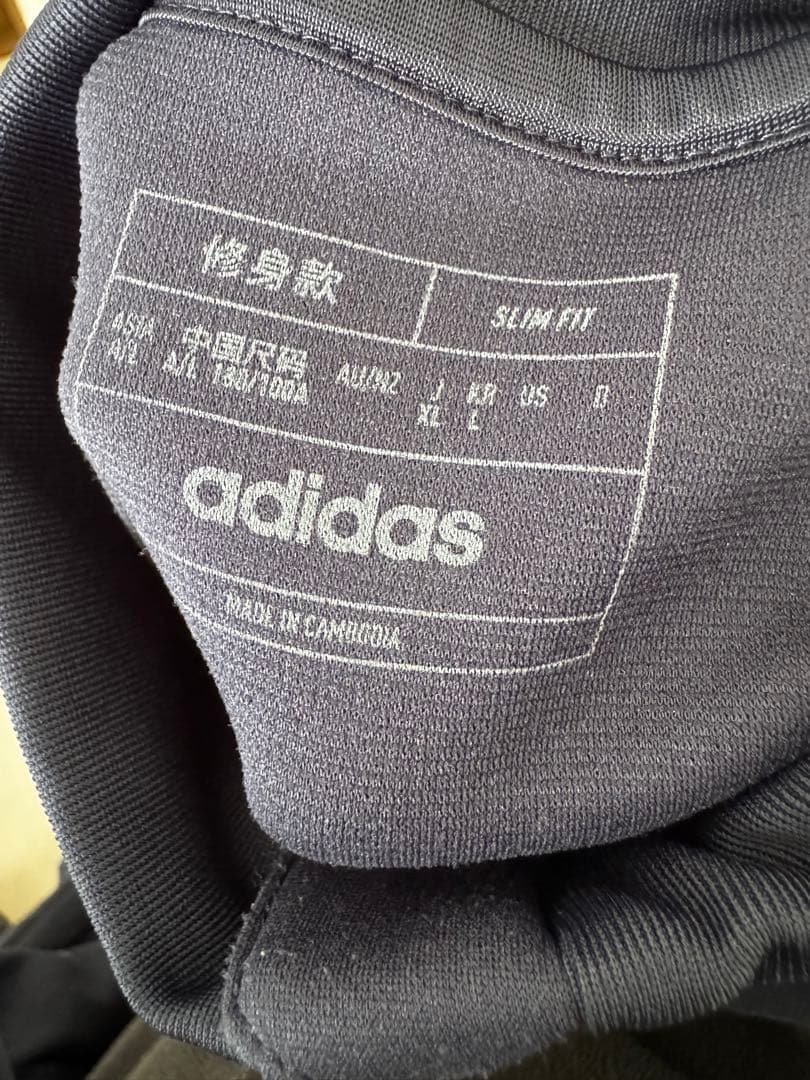 修身款 SLIM FIT
ASIA 中国尺码 AU/NZ J KR US D
A/L A/L 180/100A XL L
adidas
MADE IN CAMBODIA